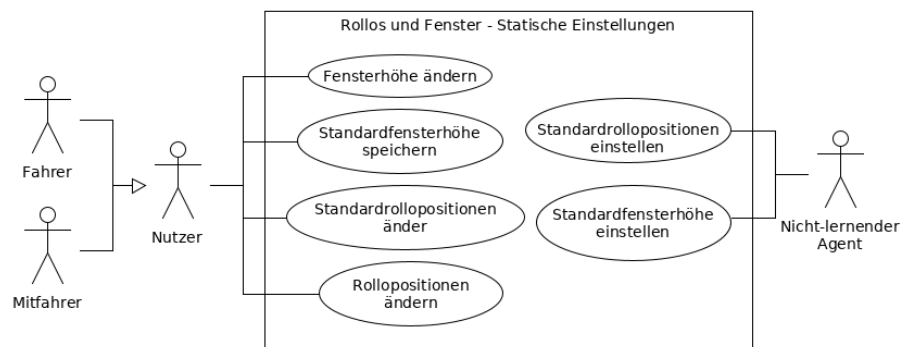 Rollos und Fenster - Statische Einstellungen
Fensterhöhe ändern
Standardfensterhöhe
speichern
Standardrollopositionen
änder
Rollopositionen
ändern
Standardrollopositionen
einstellen
Standardfensterhöhe
einstellen
Fahrer
Mitfahrer
Nutzer
Nicht-lernender
Agent